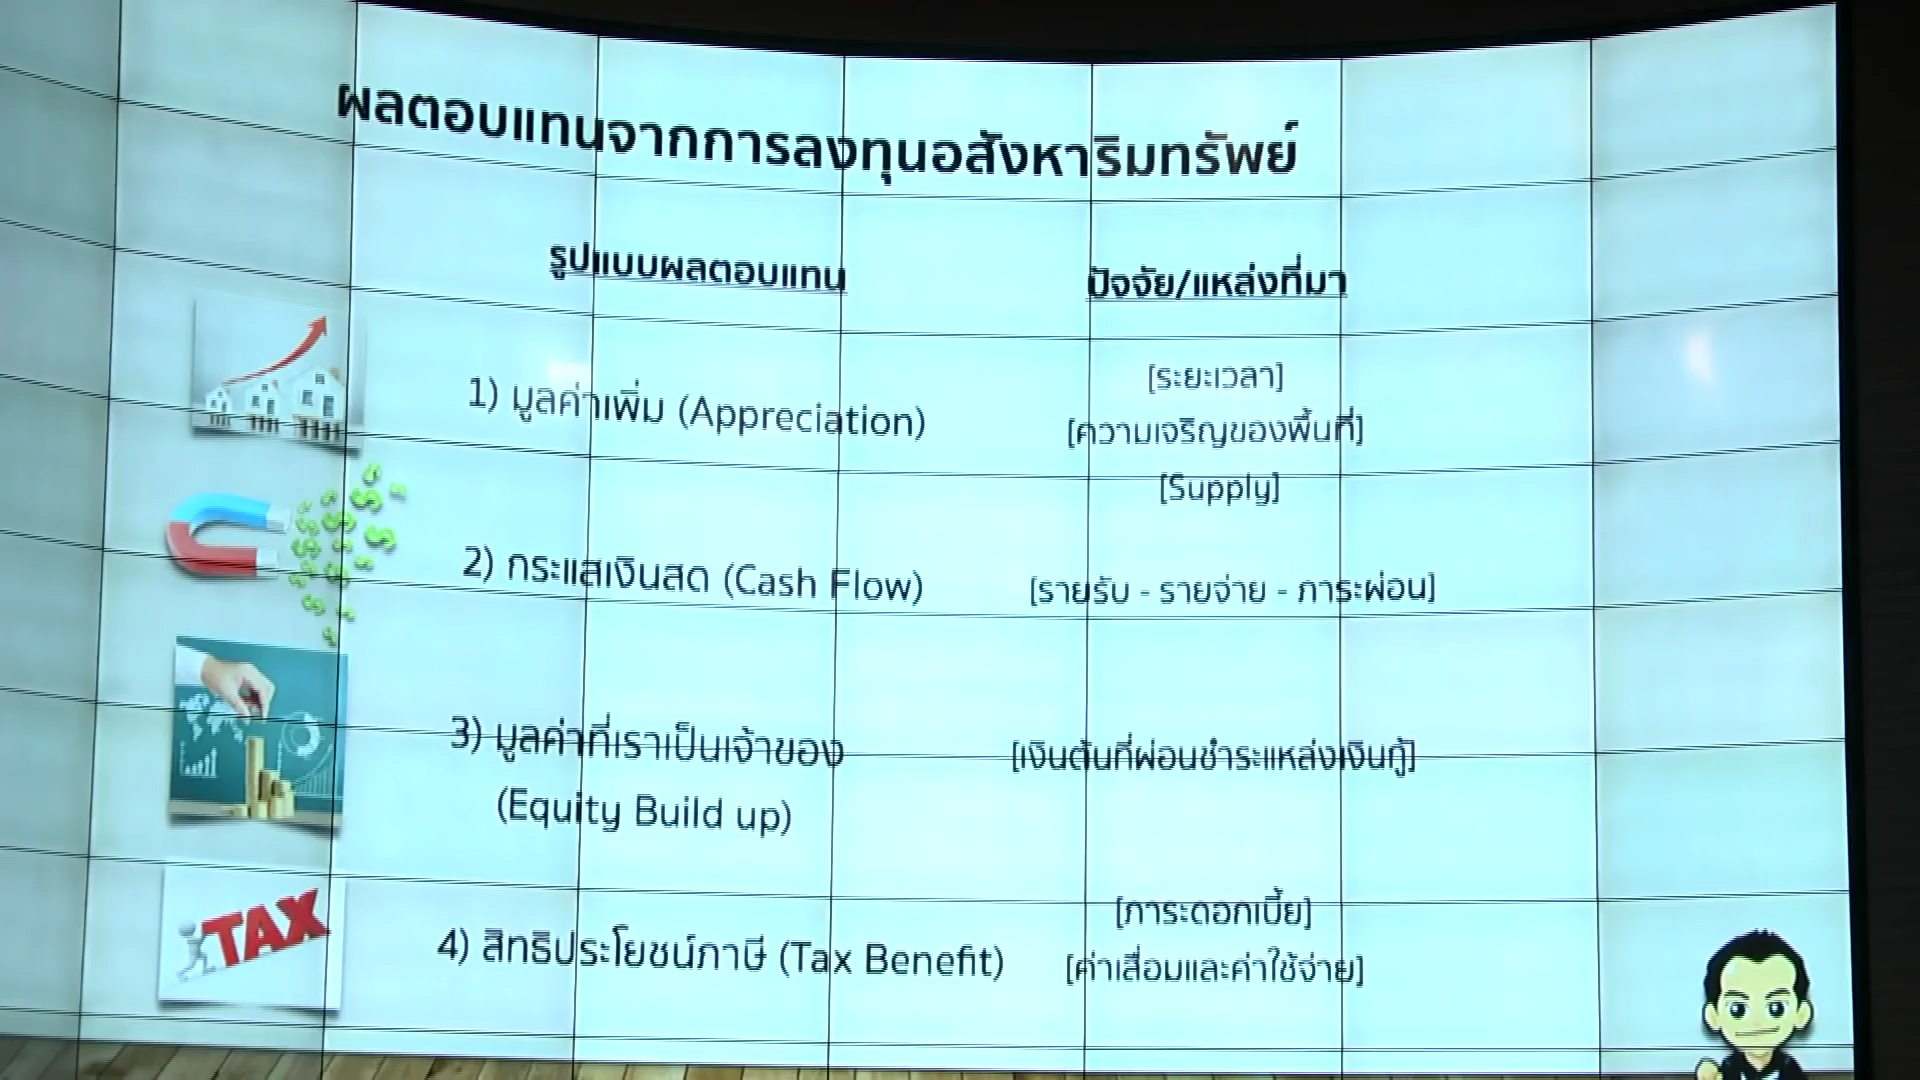 ผลตอบแทนจากการลงทุนอสังหาริมทรัพย์
รูปแบบผลตอบแทน
ปัจจัย/แหล่งที่มา
1) มูลค่าเพิ่ม (Appreciation)
[ระยะเวลา]
[ความเจริญของพื้นที่]
[Supply]
2) กระแสเงินสด (Cash Flow)
[รายรับ - รายจ่าย - ภาระผ่อน]
3) มูลค่าที่เราเป็นเจ้าของ
(Equity Build up)
[เงินต้นที่ผ่อนชำระแหล่งเงินกู้]
TAX
4) สิทธิประโยชน์ภาษี (Tax Benefit)
[ภาระดอกเบี้ย]
[ค่าเสื่อมและค่าใช้จ่าย]